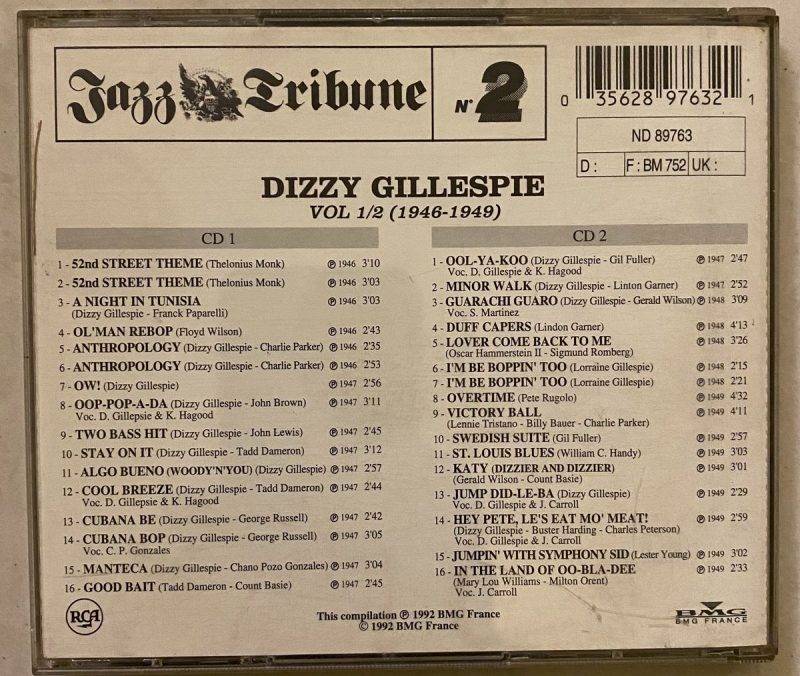 Jazz Tribune
N° 2
0 35628 97632 1
ND 89763
D : F : BM 752 UK :
DIZZY GILLESPIE
VOL 1/2 (1946-1949)
CD 1
1 - 52nd STREET THEME (Thelonius Monk) ℗ 1946 3'10
2 - 52nd STREET THEME (Thelonius Monk) ℗ 1946 3'03
3 - A NIGHT IN TUNISIA ℗ 1946 3'03
(Dizzy Gillespie - Franck Paparelli)
4 - OL'MAN REBOP (Floyd Wilson) ℗ 1946 2'43
5 - ANTHROPOLOGY (Dizzy Gillespie - Charlie Parker) ℗ 1946 2'35
6 - ANTHROPOLOGY (Dizzy Gillespie - Charlie Parker) ℗ 1946 2'53
7 - OW! (Dizzy Gillespie) ℗ 1947 2'56
8 - OOP-POP-A-DA (Dizzy Gillespie - John Brown) ℗ 1947 3'11
Voc. D. Gillepsie & K. Hagood
9 - TWO BASS HIT (Dizzy Gillespie - John Lewis) ℗ 1947 2'45
10 - STAY ON IT (Dizzy Gillespie - Tadd Dameron) ℗ 1947 3'12
11 - ALGO BUENO (WOODY'N'YOU) (Dizzy Gillespie) ℗ 1947 2'57
12 - COOL BREEZE (Dizzy Gillespie - Tadd Dameron) ℗ 1947 2'44
Voc. D. Gillepsie & K. Hagood
13 - CUBANA BE (Dizzy Gillespie - George Russell) ℗ 1947 2'42
14 - CUBANA BOP (Dizzy Gillespie - George Russell) ℗ 1947 3'05
Voc. C. P. Gonzales
15 - MANTECA (Dizzy Gillespie - Chano Pozo Gonzales) ℗ 1947 3'04
16 - GOOD BAIT (Tadd Dameron - Count Basie) ℗ 1947 2'45
CD 2
1 - OOL-YA-KOO (Dizzy Gillespie - Gil Fuller) ℗ 1947 2'47
Voc. D. Gillespie & K. Hagood
2 - MINOR WALK (Dizzy Gillespie - Linton Garner) ℗ 1947 2'52
3 - GUARACHI GUARO (Dizzy Gillespie - Gerald Wilson) ℗ 1948 3'09
Voc. S. Martinez
4 - DUFF CAPERS (Lindon Garner) ℗ 1948 4'13
5 - LOVER COME BACK TO ME ℗ 1948 3'26
(Oscar Hammerstein II - Sigmund Romberg)
6 - I'M BE BOPPIN' TOO (Lorraine Gillespie) ℗ 1948 2'15
7 - I'M BE BOPPIN' TOO (Lorraine Gillespie) ℗ 1948 2'21
8 - OVERTIME (Pete Rugolo) ℗ 1949 4'32
9 - VICTORY BALL ℗ 1949 4'11
(Lennie Tristano - Billy Bauer - Charlie Parker)
10 - SWEDISH SUITE (Gil Fuller) ℗ 1949 2'57
11 - ST. LOUIS BLUES (William C. Handy) ℗ 1949 3'03
12 - KATY (DIZZIER AND DIZZIER) ℗ 1949 3'01
(Gerald Wilson - Count Basie)
13 - JUMP DID-LE-BA (Dizzy Gillespie) ℗ 1949 2'29
Voc. D. Gillespie & J. Carroll
14 - HEY PETE, LE'S EAT MO' MEAT! ℗ 1949 2'59
(Dizzy Gillespie - Buster Harding - Charles Peterson)
Voc. D. Gillespie & J. Carroll
15 - JUMPIN' WITH SYMPHONY SID (Lester Young) ℗ 1949 3'02
16 - IN THE LAND OF OO-BLA-DEE ℗ 1949 2'33
(Mary Lou Williams - Milton Orent)
Voc. J. Carroll
RCA
This compilation ℗ 1992 BMG France
© 1992 BMG France
BMG
BMG FRANCE